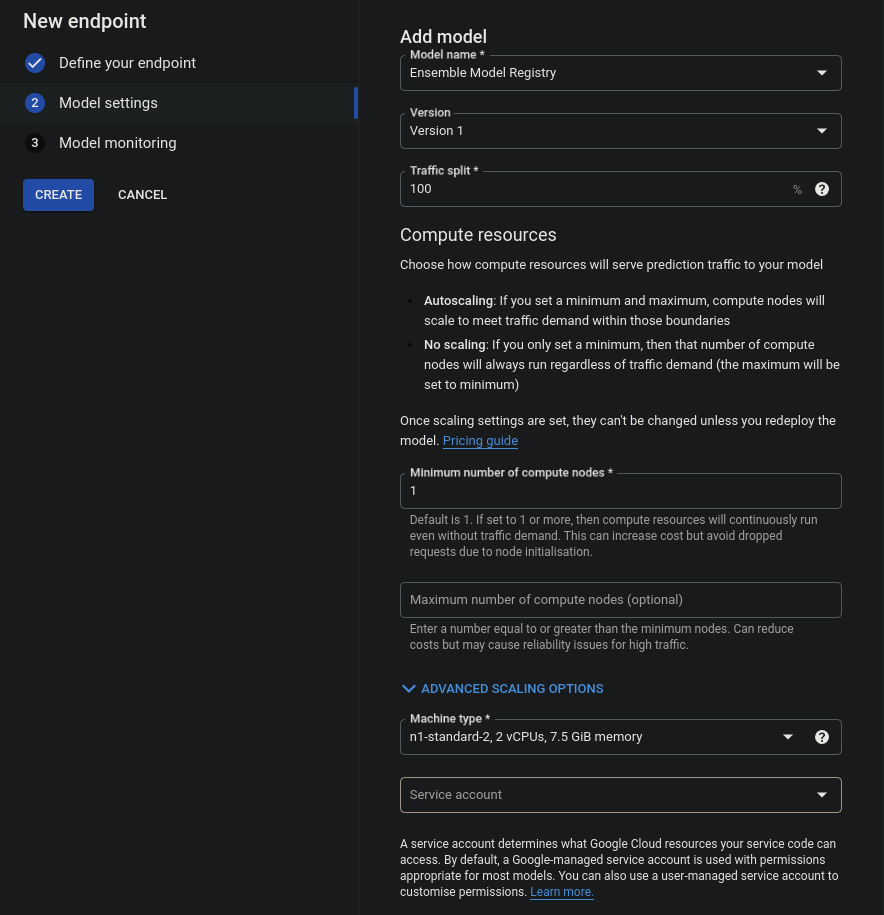 New endpoint
Define your endpoint
2 Model settings
3 Model monitoring
CREATE CANCEL
Add model
Model name *
Ensemble Model Registry
Version
Version 1
Traffic split *
100 % ?
Compute resources
Choose how compute resources will serve prediction traffic to your model
Autoscaling: If you set a minimum and maximum, compute nodes will
scale to meet traffic demand within those boundaries
No scaling: If you only set a minimum, then that number of compute
nodes will always run regardless of traffic demand (the maximum will be
set to minimum)
Once scaling settings are set, they can't be changed unless you redeploy the
model. Pricing guide
Minimum number of compute nodes *
1
Default is 1. If set to 1 or more, then compute resources will continuously run
even without traffic demand. This can increase cost but avoid dropped
requests due to node initialisation.
Maximum number of compute nodes (optional)
Enter a number equal to or greater than the minimum nodes. Can reduce
costs but may cause reliability issues for high traffic.
ADVANCED SCALING OPTIONS
Machine type *
n1-standard-2, 2 vCPUs, 7.5 GiB memory ?
Service account
A service account determines what Google Cloud resources your service code can
access. By default, a Google-managed service account is used with permissions
appropriate for most models. You can also use a user-managed service account to
customise permissions. Learn more.